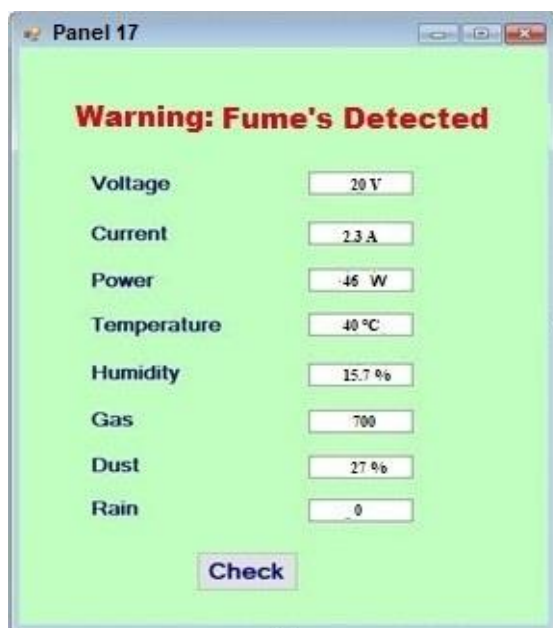 Panel 17
Warning: Fume's Detected
Voltage 20 V
Current 2.3 A
Power -46 W
Temperature 40 °C
Humidity 15.7 %
Gas 700
Dust 27 %
Rain _0
Check